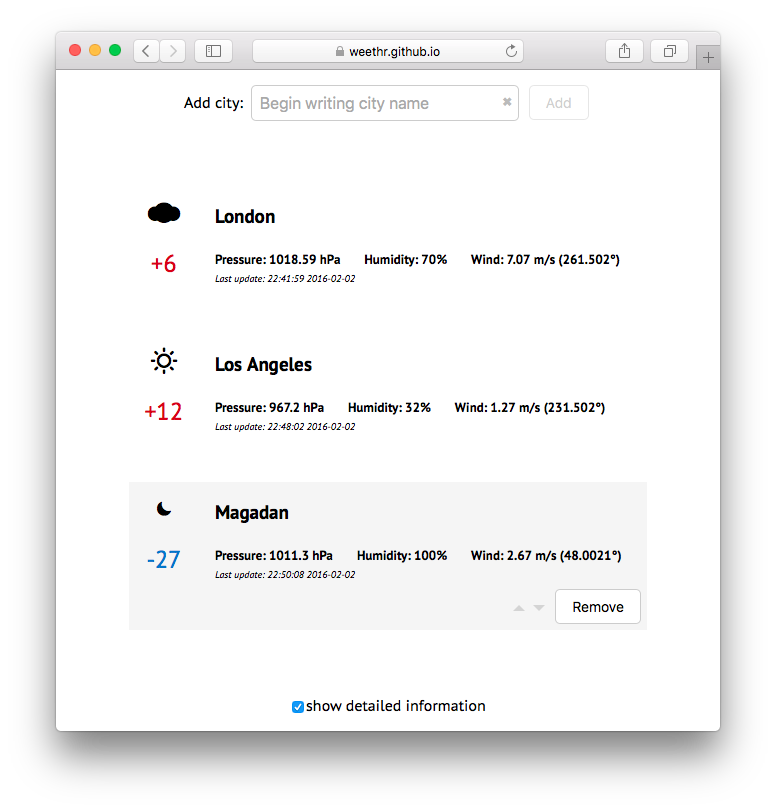 weethr.github.io
Add city: Begin writing city name Add
London
+6
Pressure: 1018.59 hPa Humidity: 70% Wind: 7.07 m/s (261.502°)
Last update: 22:41:59 2016-02-02
Los Angeles
+12
Pressure: 967.2 hPa Humidity: 32% Wind: 1.27 m/s (231.502°)
Last update: 22:48:02 2016-02-02
Magadan
-27
Pressure: 1011.3 hPa Humidity: 100% Wind: 2.67 m/s (48.0021°)
Last update: 22:50:08 2016-02-02
Remove
show detailed information